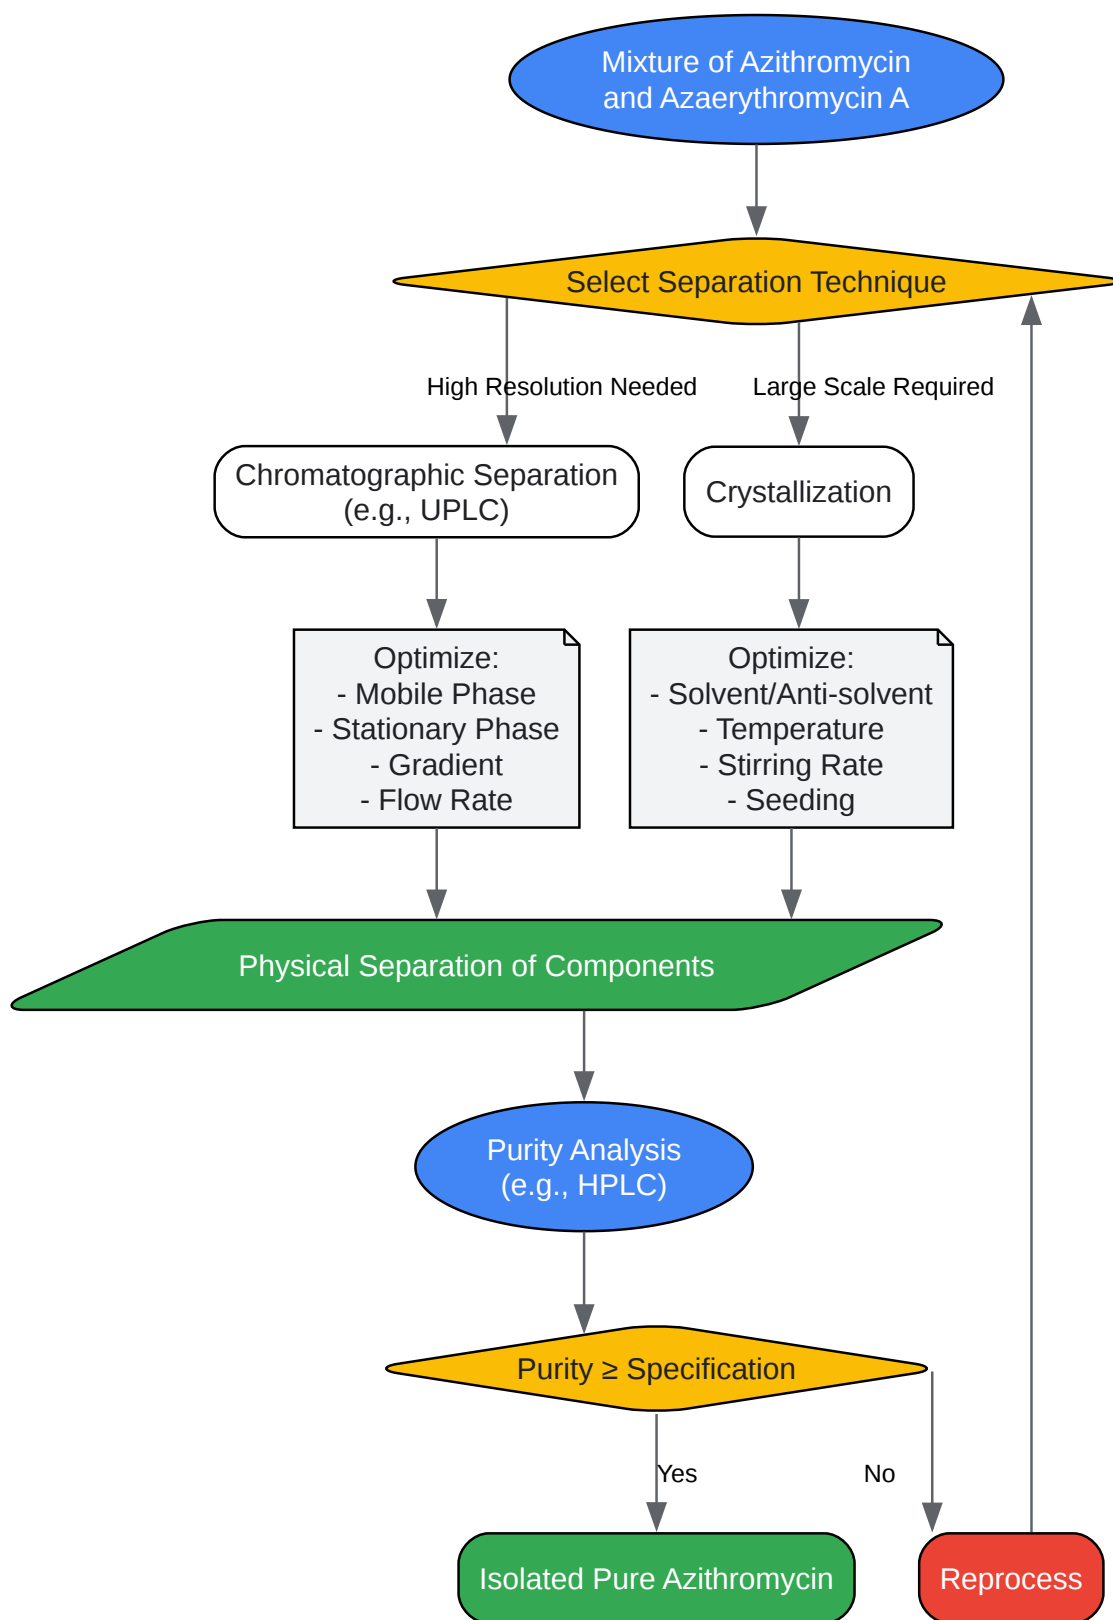 Mixture of Azithromycin
and Azaerythromycin A
Select Separation Technique
High Resolution Needed
Large Scale Required
Chromatographic Separation
(e.g., UPLC)
Crystallization
Optimize:
- Mobile Phase
- Stationary Phase
- Gradient
- Flow Rate
Optimize:
- Solvent/Anti-solvent
- Temperature
- Stirring Rate
- Seeding
Physical Separation of Components
Purity Analysis
(e.g., HPLC)
Purity ≥ Specification
Yes
No
Isolated Pure Azithromycin
Reprocess